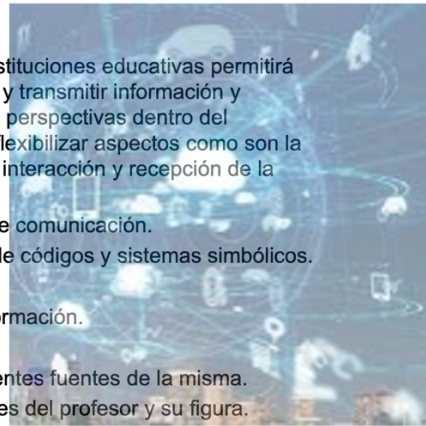 stituciones educativas permitirá
y transmitir información y
perspectivas dentro del
lexibilizar aspectos como son la
interacción y recepción de la
e comunicación.
de códigos y sistemas simbólicos.
ormación.
entes fuentes de la misma.
es del profesor y su figura.